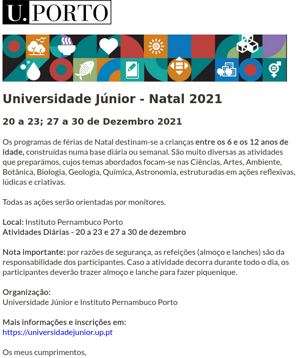 U.PORTO
Universidade Júnior - Natal 2021
20 a 23; 27 a 30 de Dezembro 2021
Os programas de férias de Natal destinam-se a crianças entre os 6 e os 12 anos de
idade, construídas numa base diária ou semanal. São muito diversas as atividades
que preparámos, cujos temas abordados focam-se nas Ciências, Artes, Ambiente,
Botânica, Biologia, Geologia, Química, Astronomia, estruturadas em ações reflexivas,
lúdicas e criativas.
Todas as ações serão orientadas por monitores.
Local: Instituto Pernambuco Porto
Atividades Diárias - 20 a 23 e 27 a 30 de dezembro
Nota importante: por razões de segurança, as refeições (almoço e lanches) são da
responsabilidade dos participantes. Caso a atividade decorra durante todo o dia, os
participantes deverão trazer almoço e lanche para fazer piquenique.
Organização:
Universidade Júnior e Instituto Pernambuco Porto
Mais informações e inscrições em:
https://universidadejunior.up.pt
Os meus cumprimentos,